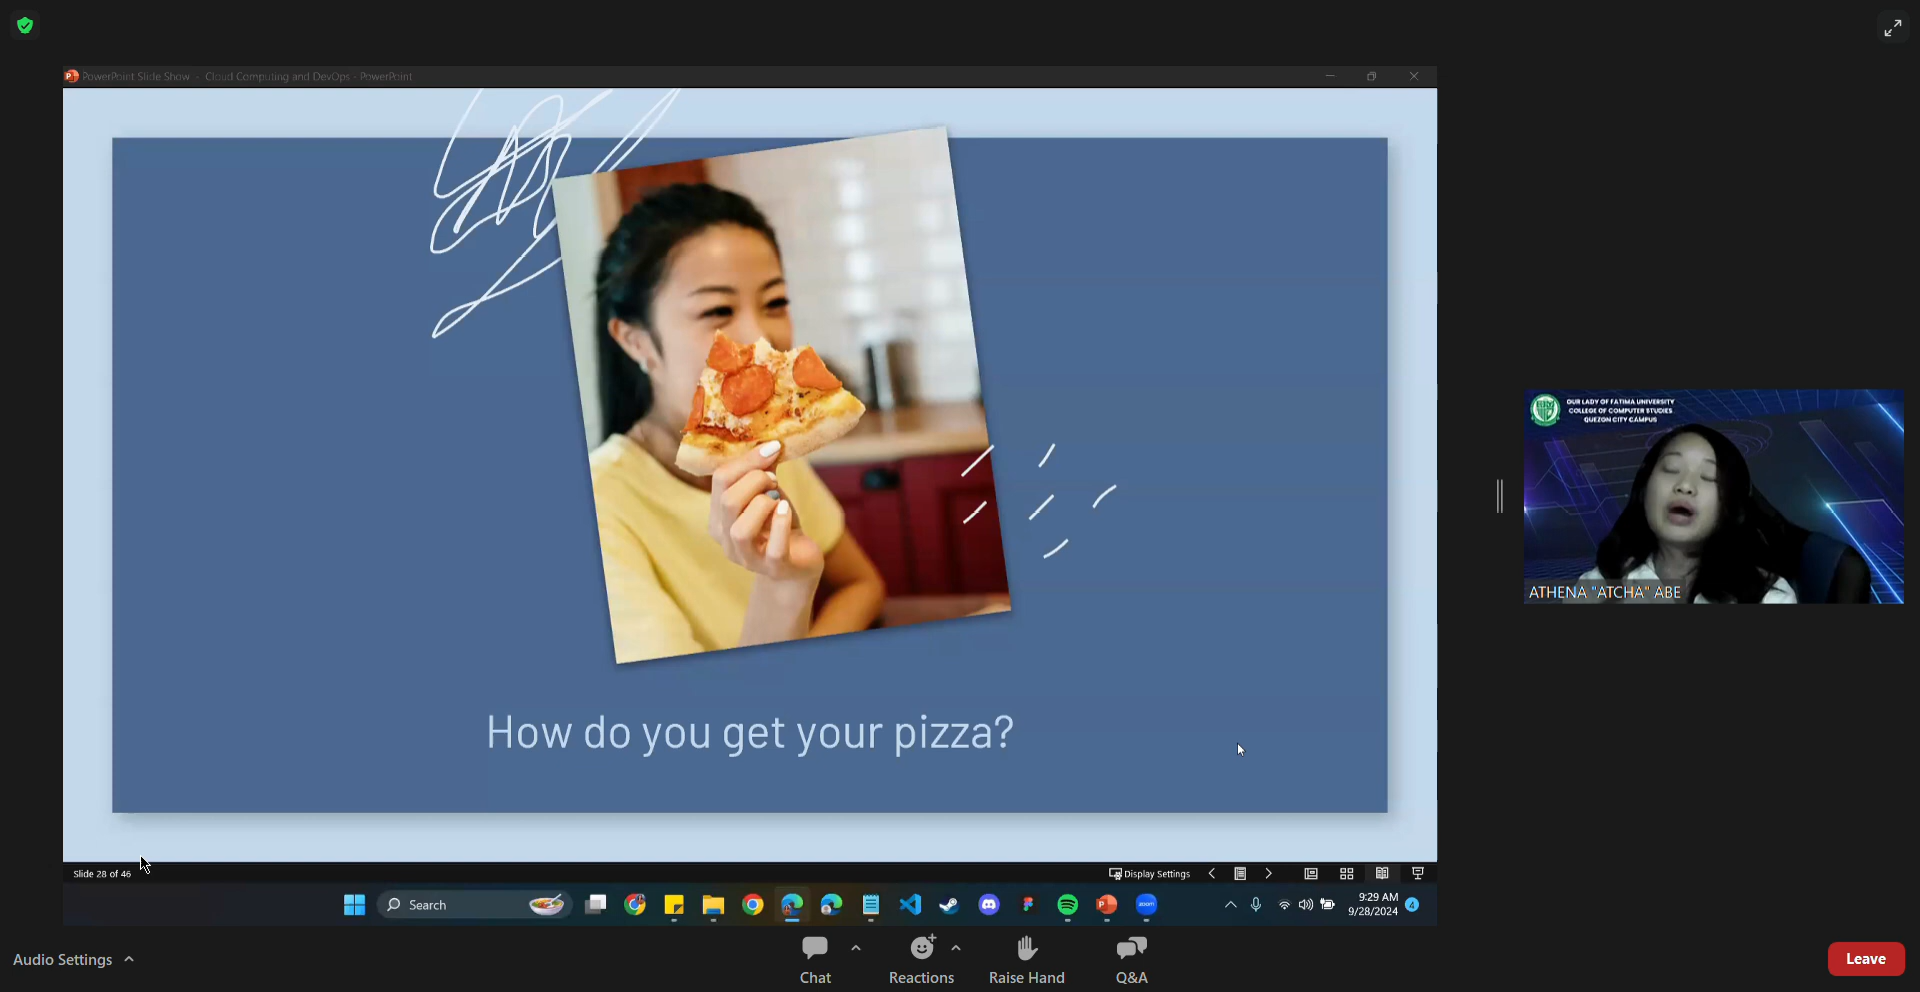 PowerPoint Slide Show - Cloud Computing and DevOps - PowerPoint
How do you get your pizza?
OUR LADY OF FATIMA UNIVERSITY
COLLEGE OF COMPUTER STUDIES
QUEZON CITY CAMPUS
ATHENA "ATCHA" ABE
Slide 28 of 46
Display Settings
Search
zoom
9:29 AM
9/28/2024
4
Audio Settings
Chat
Reactions
Raise Hand
Q&A
Leave